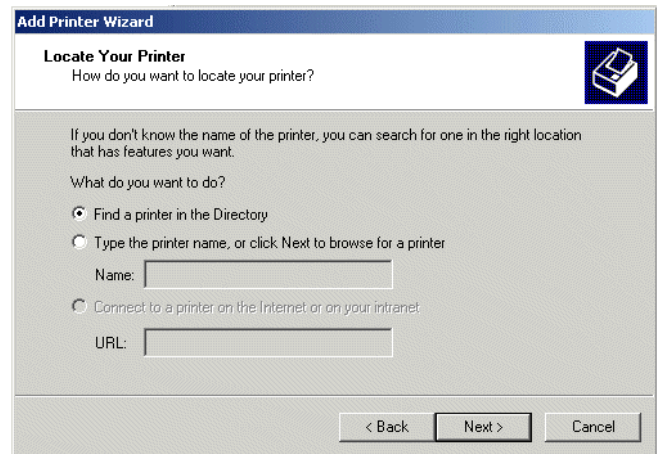 Add Printer Wizard
Locate Your Printer
How do you want to locate your printer?
If you don't know the name of the printer, you can search for one in the right location
that has features you want.
What do you want to do?
Find a printer in the Directory
Type the printer name, or click Next to browse for a printer
Name:
Connect to a printer on the Internet or on your intranet
URL:
< Back Next > Cancel